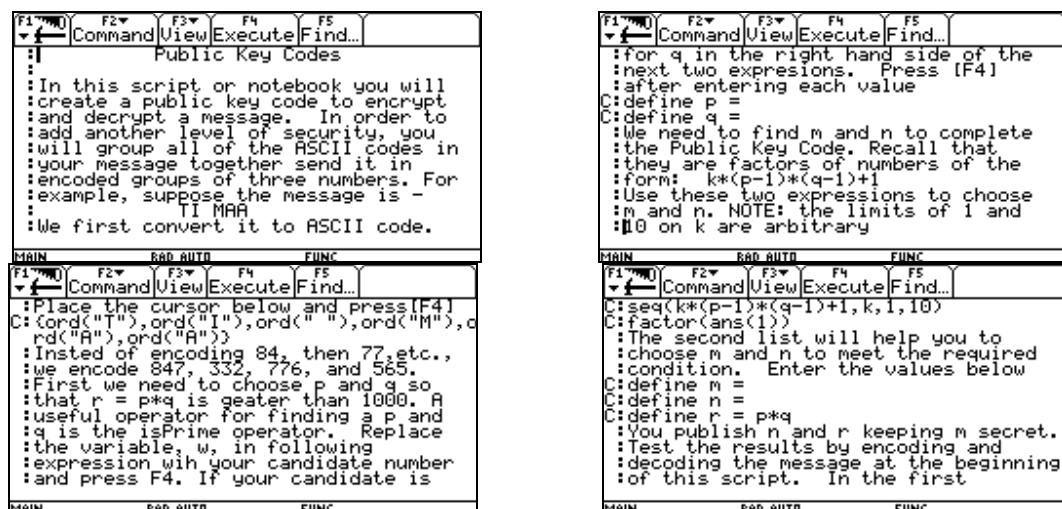 F1 F2▼ F3▼ F4 F5
Command View Execute Find…
: Public Key Codes
:
:In this script or notebook you will
:create a public key code to encrypt
:and decrypt a message. In order to
:add another level of security, you
:will group all of the ASCII codes in
:your message together send it in
:encoded groups of three numbers. For
:example, suppose the message is -
: TI MAA
:We first convert it to ASCII code.
MAIN RAD AUTO FUNC
F1 F2▼ F3▼ F4 F5
Command View Execute Find…
:Place the cursor below and press[F4]
C:{ord("T"),ord("I"),ord(" "),ord("M"),o
rd("A"),ord("A")}
:Insted of encoding 84, then 77,etc.,
:we encode 847, 332, 776, and 565.
:First we need to choose p and q so
:that r = p*q is geater than 1000. A
:useful operator for finding a p and
:q is the isPrime operator. Replace
:the variable, w, in following
:expression wih your candidate number
:and press F4. If your candidate is
MAIN RAD AUTO FUNC
F1 F2▼ F3▼ F4 F5
Command View Execute Find…
:for q in the right hand side of the
:next two expresions. Press [F4]
:after entering each value
C:define p =
C:define q =
:We need to find m and n to complete
:the Public Key Code. Recall that
:they are factors of numbers of the
:form: k*(p-1)*(q-1)+1
:Use these two expressions to choose
:m and n. NOTE: the limits of 1 and
:10 on k are arbitrary
MAIN RAD AUTO FUNC
F1 F2▼ F3▼ F4 F5
Command View Execute Find…
C:seq(k*(p-1)*(q-1)+1,k,1,10)
C:factor(ans(1))
:The second list will help you to
:choose m and n to meet the required
:condition. Enter the values below
C:define m =
C:define n =
C:define r = p*q
:You publish n and r keeping m secret.
:Test the results by encoding and
:decoding the message at the beginning
:of this script. In the first
MAIN RAD AUTO FUNC